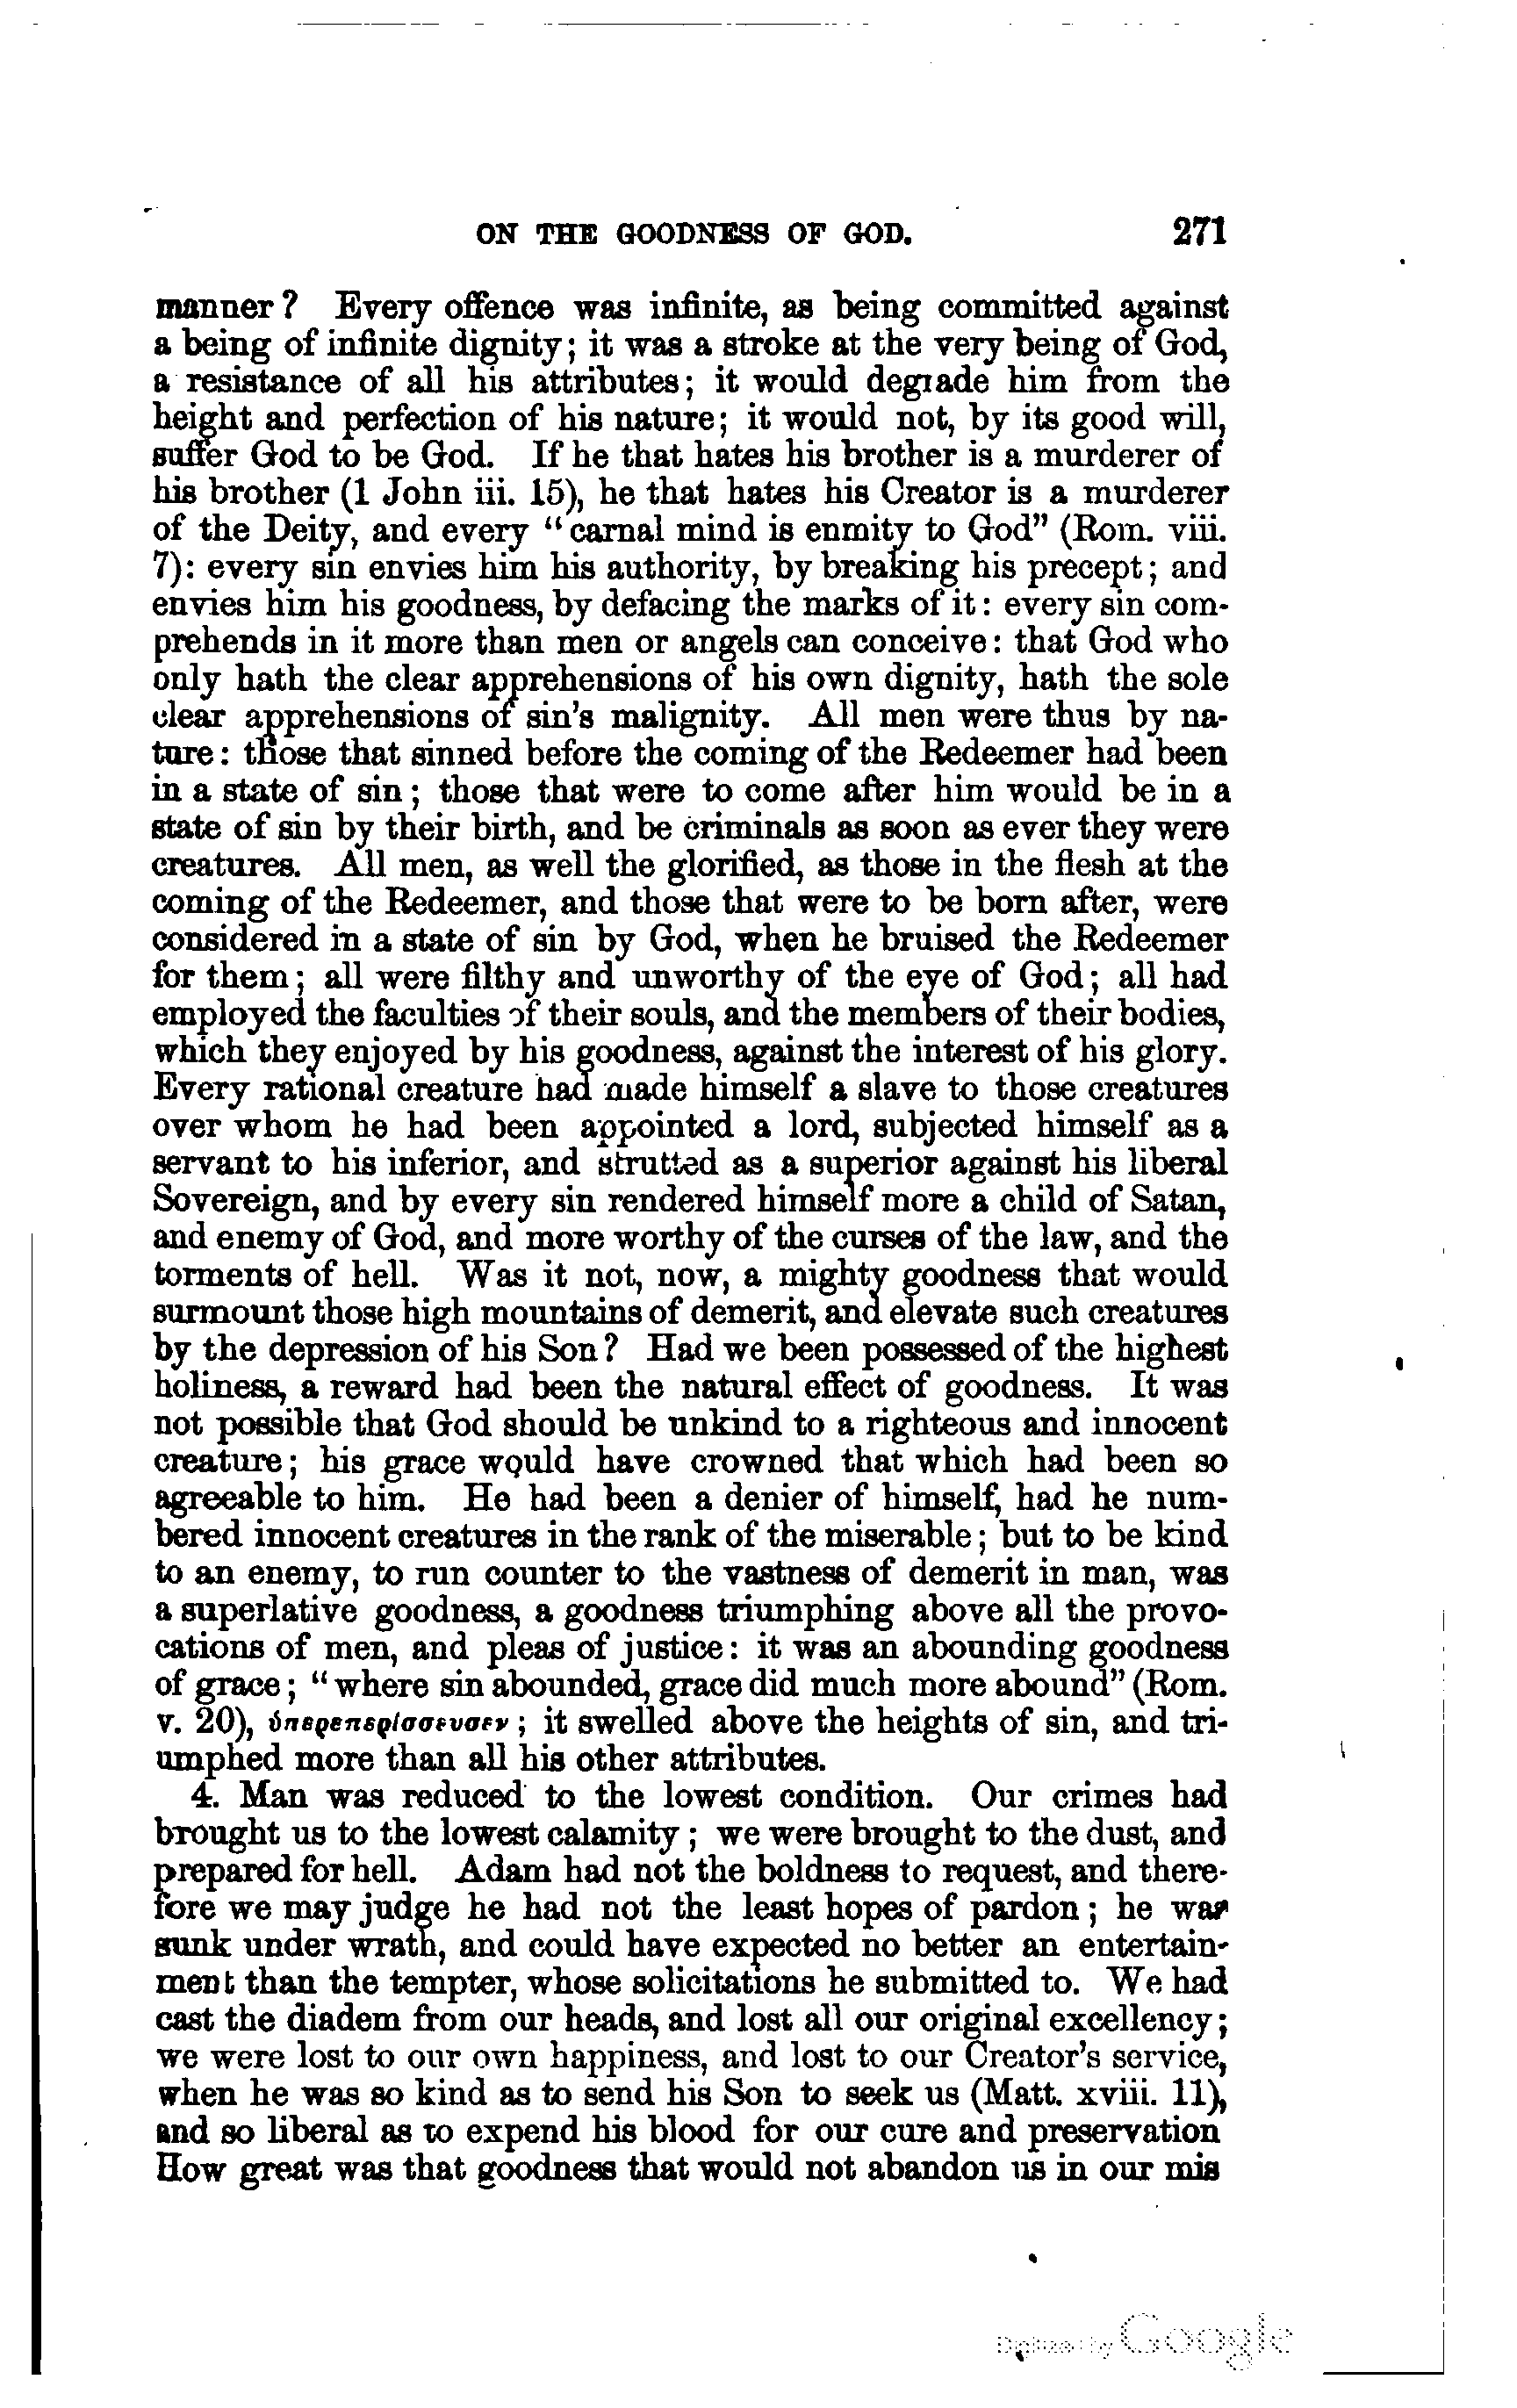 ON THE GOODNESS OF GOD. 271
manner? Every offence was infinite, as being committed against
a being of infinite dignity; it was a stroke at the very being of God,
a resistance of all his attributes; it would degrade him from the
height and perfection of his nature; it would not, by its good will,
suffer God to be God. If he that hates his brother is a murderer of
his brother (1 John iii. 15), he that hates his Creator is a murderer
of the Deity, and every "carnal mind is enmity to God" (Rom. viii.
7): every sin envies him his authority, by breaking his precept; and
envies him his goodness, by defacing the marks of it: every sin com-
prehends in it more than men or angels can conceive: that God who
only hath the clear apprehensions of his own dignity, hath the sole
clear apprehensions of sin's malignity. All men were thus by na-
ture: those that sinned before the coming of the Redeemer had been
in a state of sin; those that were to come after him would be in a
state of sin by their birth, and be criminals as soon as ever they were
creatures. All men, as well the glorified, as those in the flesh at the
coming of the Redeemer, and those that were to be born after, were
considered in a state of sin by God, when he bruised the Redeemer
for them; all were filthy and unworthy of the eye of God; all had
employed the faculties of their souls, and the members of their bodies,
which they enjoyed by his goodness, against the interest of his glory.
Every rational creature had made himself a slave to those creatures
over whom he had been appointed a lord, subjected himself as a
servant to his inferior, and strutted as a superior against his liberal
Sovereign, and by every sin rendered himself more a child of Satan,
and enemy of God, and more worthy of the curses of the law, and the
torments of hell. Was it not, now, a mighty goodness that would
surmount those high mountains of demerit, and elevate such creatures
by the depression of his Son? Had we been possessed of the highest
holiness, a reward had been the natural effect of goodness. It was
not possible that God should be unkind to a righteous and innocent
creature; his grace would have crowned that which had been so
agreeable to him. He had been a denier of himself, had he num-
bered innocent creatures in the rank of the miserable; but to be kind
to an enemy, to run counter to the vastness of demerit in man, was
a superlative goodness, a goodness triumphing above all the provo-
cations of men, and pleas of justice: it was an abounding goodness
of grace; "where sin abounded, grace did much more abound" (Rom.
v. 20), ὑπερεπερίσσευσεν; it swelled above the heights of sin, and tri-
umphed more than all his other attributes.
4. Man was reduced to the lowest condition. Our crimes had
brought us to the lowest calamity; we were brought to the dust, and
prepared for hell. Adam had not the boldness to request, and there-
fore we may judge he had not the least hopes of pardon; he was
sunk under wrath, and could have expected no better an entertain-
ment than the tempter, whose solicitations he submitted to. We had
cast the diadem from our heads, and lost all our original excellency;
we were lost to our own happiness, and lost to our Creator's service,
when he was so kind as to send his Son to seek us (Matt. xviii. 11),
and so liberal as to expend his blood for our cure and preservation
How great was that goodness that would not abandon us in our mis
Digitized by Google